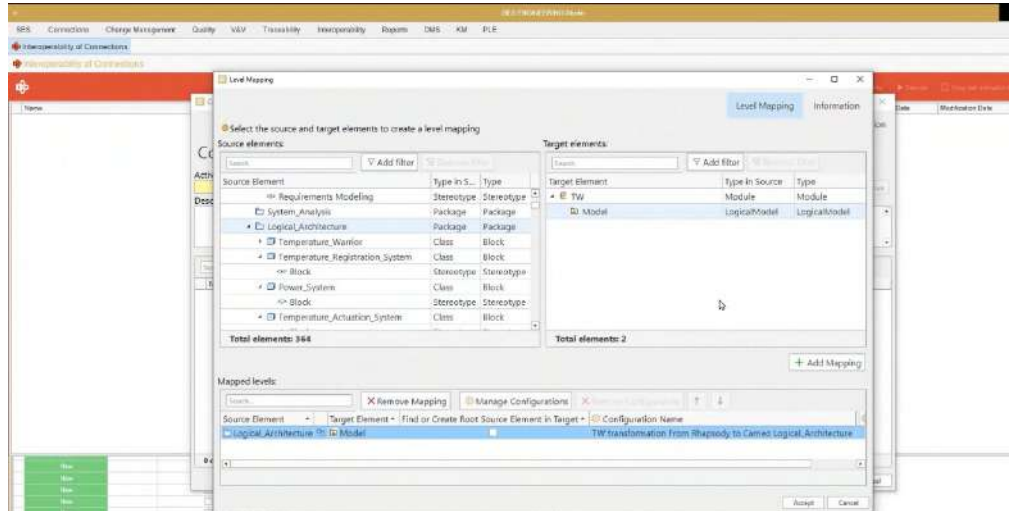 SES ENGINEERING Studio
SES Connections Change Management Quality V&V Traceability Interoperability Reports DMS KM PLE
Interoperability of Connections
Interoperability of Connections
Level Mapping
Level Mapping Information
Select the source and target elements to create a level mapping
Source elements: Target elements:
Search Add filter Search Add filter
Source Element Type in S... Type Target Element Type in Source Type
Requirements Modeling Stereotype Stereotype TW Module Module
System_Analysis Package Package Model LogicalModel LogicalModel
Logical_Architecture Package Package
Temperature_Warrior Class Block
Temperature_Registration_System Class Block
Block Stereotype Stereotype
Power_System Class Block
Block Stereotype Stereotype
Temperature_Actuation_System Class Block
Total elements: 364 Total elements: 2
+ Add Mapping
Mapped levels:
Search... Remove Mapping Manage Configurations
Source Element Target Element Find or Create Root Source Element in Target Configuration Name
Logical_Architecture Model TW transformation From Rhapsody to Cameo Logical_Architecture
Accept Cancel
Name
Date Modification Date